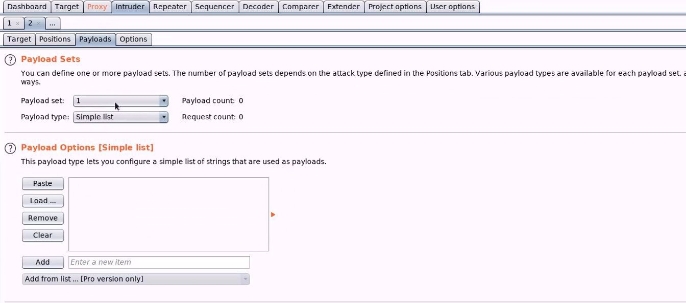 Dashboard Target Proxy Intruder Repeater Sequencer Decoder Comparer Extender Project options User options
1 × 2 × ...
Target Positions Payloads Options
? Payload Sets
You can define one or more payload sets. The number of payload sets depends on the attack type defined in the Positions tab. Various payload types are available for each payload set, a
ways.
Payload set: 1 Payload count: 0
Payload type: Simple list Request count: 0
? Payload Options [Simple list]
This payload type lets you configure a simple list of strings that are used as payloads.
Paste
Load ...
Remove
Clear
Add Enter a new item
Add from list ... [Pro version only]